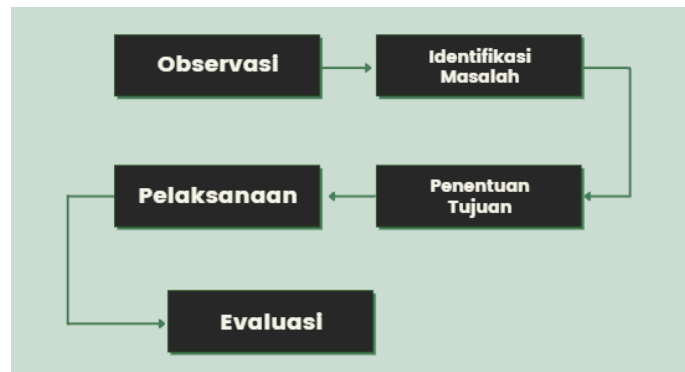 Observasi
Identifikasi
Masalah
Penentuan
Tujuan
Pelaksanaan
Evaluasi